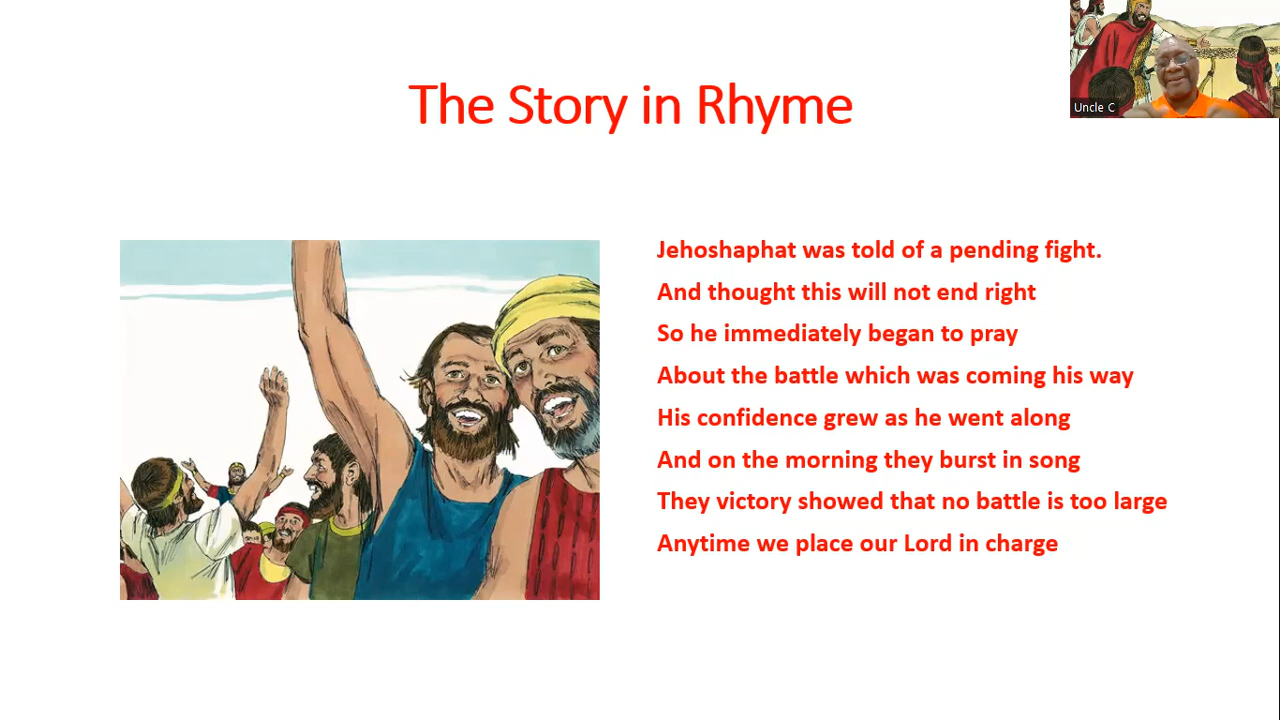 The Story in Rhyme
Uncle C
Jehoshaphat was told of a pending fight.
And thought this will not end right
So he immediately began to pray
About the battle which was coming his way
His confidence grew as he went along
And on the morning they burst in song
They victory showed that no battle is too large
Anytime we place our Lord in charge